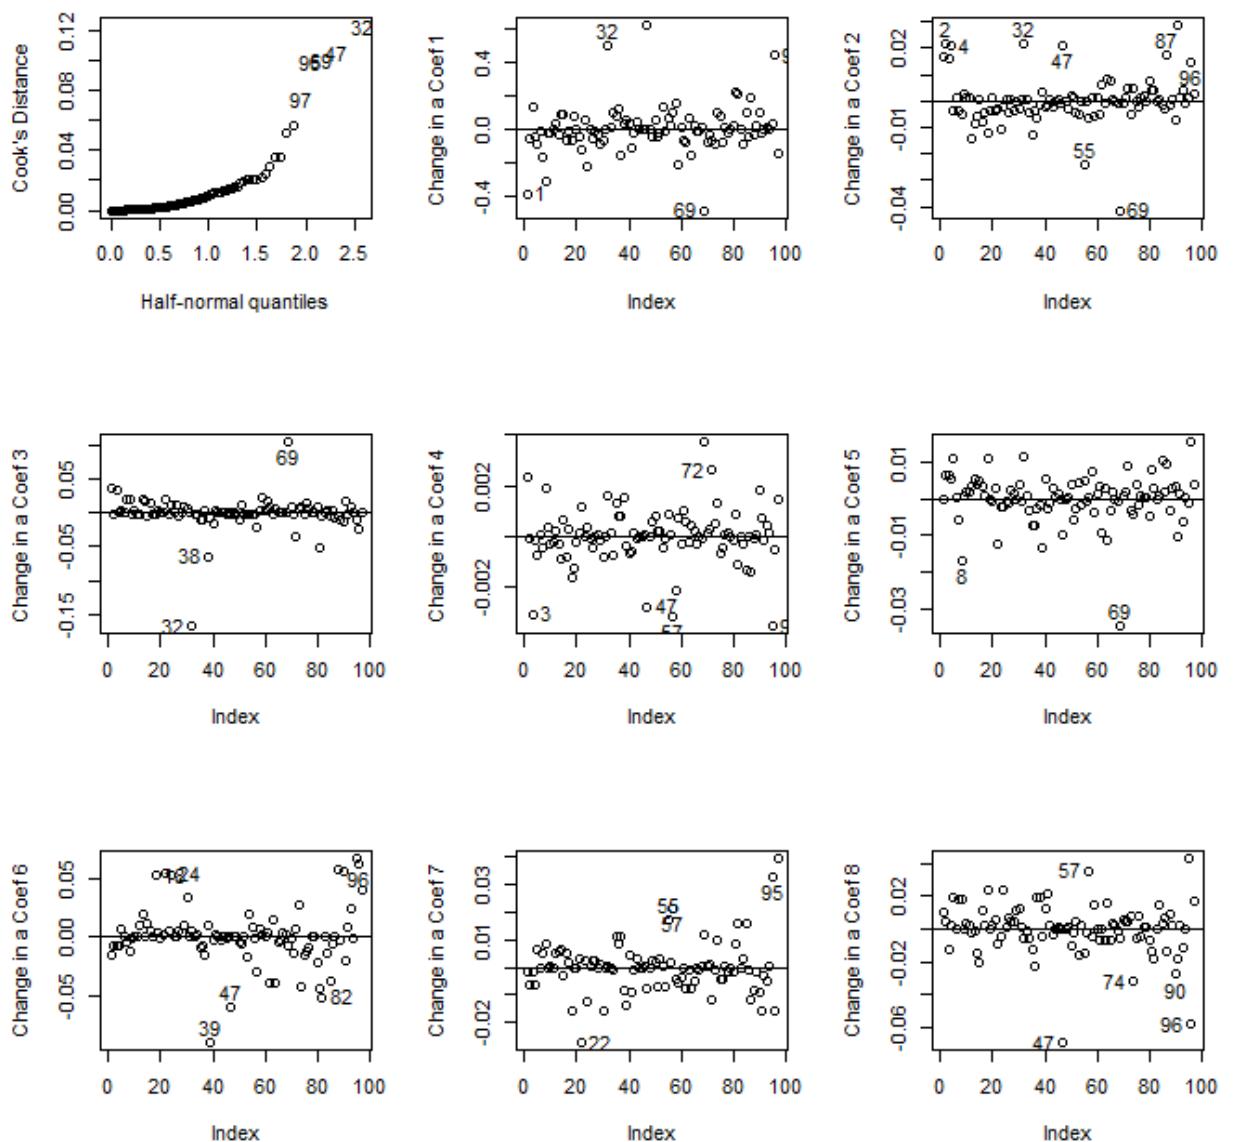 Cook's Distance
0.00 0.04 0.08 0.12
32
47
69
97
0.0 0.5 1.0 1.5 2.0 2.5
Half-normal quantiles
Change in a Coef 1
-0.4 0.0 0.4
32
1
69
0 20 40 60 80 100
Index
Change in a Coef 2
-0.04 -0.01 0.02
2
4
32
47
87
96
55
69
0 20 40 60 80 100
Index
Change in a Coef 3
-0.15 -0.05 0.05
69
38
32
0 20 40 60 80 100
Index
Change in a Coef 4
-0.002 0.002
72
3
47
57
0 20 40 60 80 100
Index
Change in a Coef 5
-0.03 -0.01 0.01
8
69
0 20 40 60 80 100
Index
Change in a Coef 6
-0.05 0.00 0.05
24
96
47
39
82
0 20 40 60 80 100
Index
Change in a Coef 7
-0.02 0.01 0.03
57
95
22
0 20 40 60 80 100
Index
Change in a Coef 8
-0.06 -0.02 0.02
57
74
90
96
47
0 20 40 60 80 100
Index